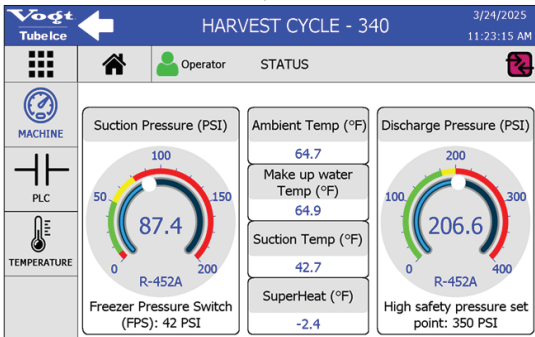 Vogt
Tube Ice
HARVEST CYCLE - 340
3/24/2025
11:23:15 AM
Operator
STATUS
MACHINE
PLC
TEMPERATURE
Suction Pressure (PSI)
0
50
100
150
200
87.4
R-452A
Freezer Pressure Switch
(FPS): 42 PSI
Ambient Temp (°F)
64.7
Make up water
Temp (°F)
64.9
Suction Temp (°F)
42.7
SuperHeat (°F)
-2.4
Discharge Pressure (PSI)
0
100
200
300
400
206.6
R-452A
High safety pressure set
point: 350 PSI